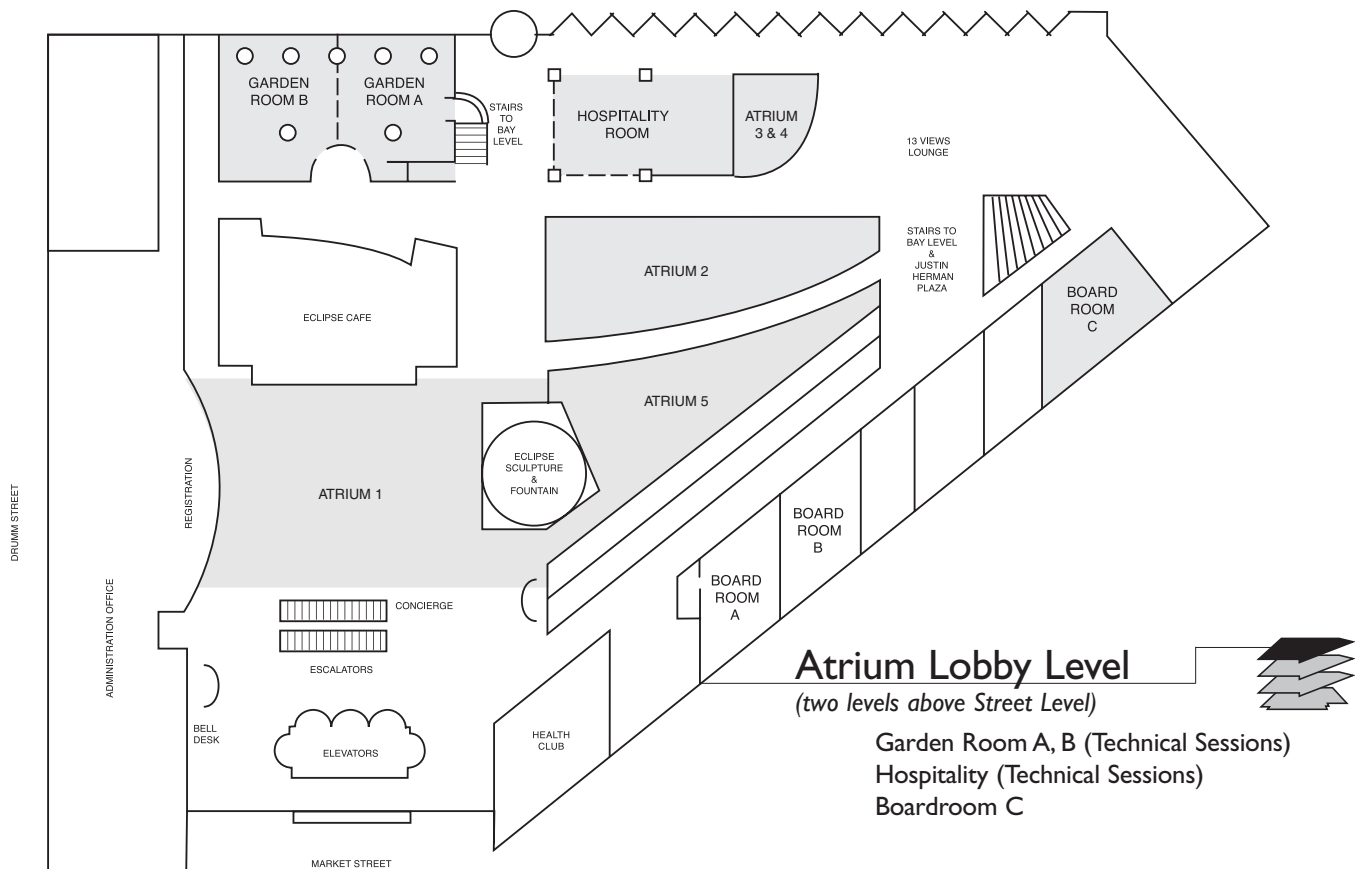 GARDEN
ROOM B
GARDEN
ROOM A
STAIRS
TO
BAY
LEVEL
HOSPITALITY
ROOM
ATRIUM
3 & 4
13 VIEWS
LOUNGE
ECLIPSE CAFE
ATRIUM 2
STAIRS TO
BAY LEVEL
&
JUSTIN
HERMAN
PLAZA
BOARD
ROOM
C
ATRIUM 5
DRUMM STREET
REGISTRATION
ATRIUM 1
ECLIPSE
SCULPTURE
&
FOUNTAIN
BOARD
ROOM
B
ADMINISTRATION OFFICE
CONCIERGE
ESCALATORS
BOARD
ROOM
A
BELL
DESK
ELEVATORS
HEALTH
CLUB
MARKET STREET
Atrium Lobby Level
(two levels above Street Level)
Garden Room A, B (Technical Sessions)
Hospitality (Technical Sessions)
Boardroom C